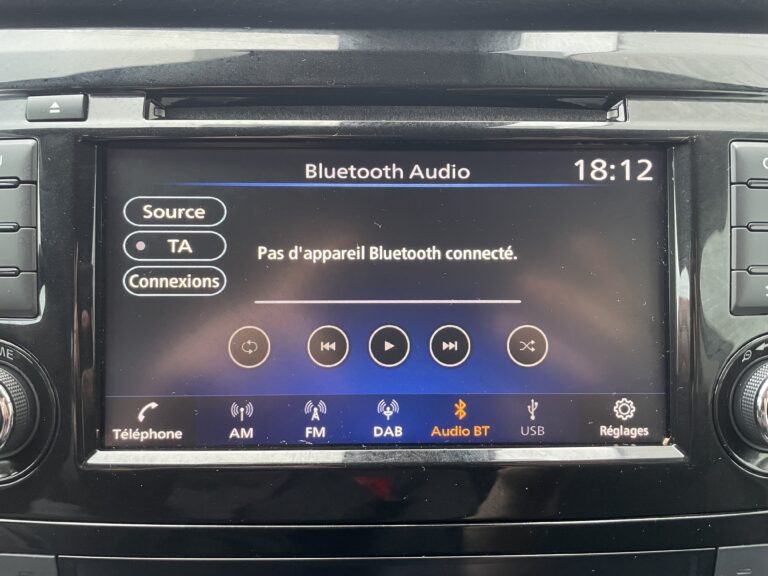 Bluetooth Audio
18:12
Source
TA
Pas d'appareil Bluetooth connecté.
Connexions
Téléphone
AM
FM
DAB
Audio BT
USB
Réglages